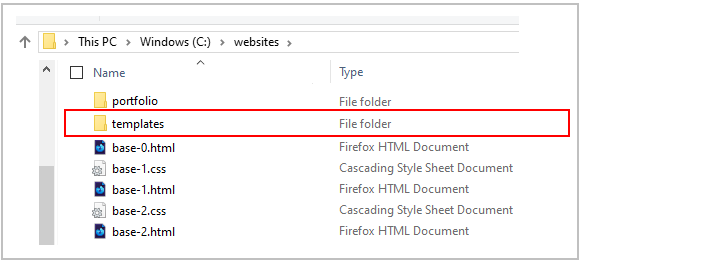 This PC > Windows (C:) > websites >
Name Type
portfolio File folder
templates File folder
base-0.html Firefox HTML Document
base-1.css Cascading Style Sheet Document
base-1.html Firefox HTML Document
base-2.css Cascading Style Sheet Document
base-2.html Firefox HTML Document